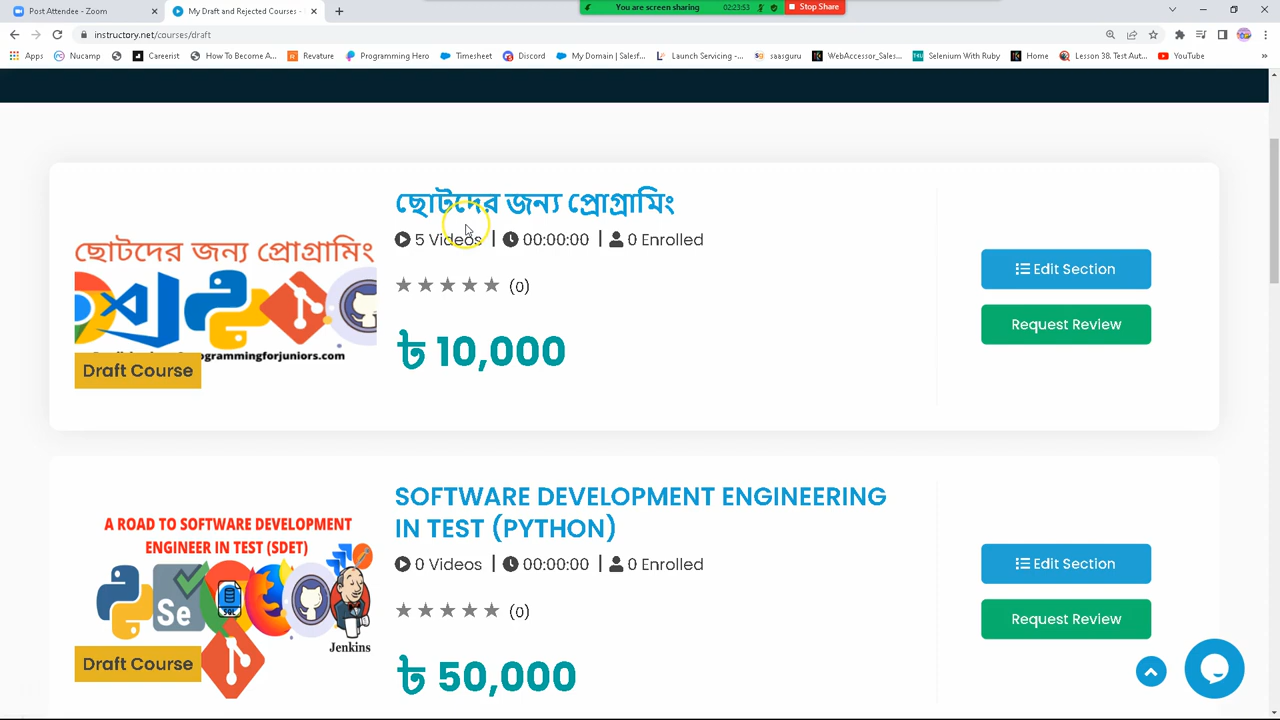 Post Attendee - Zoom
My Draft and Rejected Courses -
You are screen sharing
02:23:53
Stop Share
instructory.net/courses/draft
Apps
Nucamp
Careerist
How To Become A...
Revature
Programming Hero
Timesheet
Discord
My Domain | Salesf...
Launch Servicing -...
saasguru
WebAccessor_Sales...
Selenium With Ruby
Home
Lesson 38. Test Aut...
YouTube
ছোটদের জন্য প্রোগ্রামিং
5 Videos | 00:00:00 | 0 Enrolled
(0)
৳ 10,000
Edit Section
Request Review
ছোটদের জন্য প্রোগ্রামিং
programmingforjuniors.com
Draft Course
SOFTWARE DEVELOPMENT ENGINEERING
IN TEST (PYTHON)
0 Videos | 00:00:00 | 0 Enrolled
(0)
৳ 50,000
Edit Section
Request Review
A ROAD TO SOFTWARE DEVELOPMENT
ENGINEER IN TEST (SDET)
Se
SQL
Jenkins
Draft Course